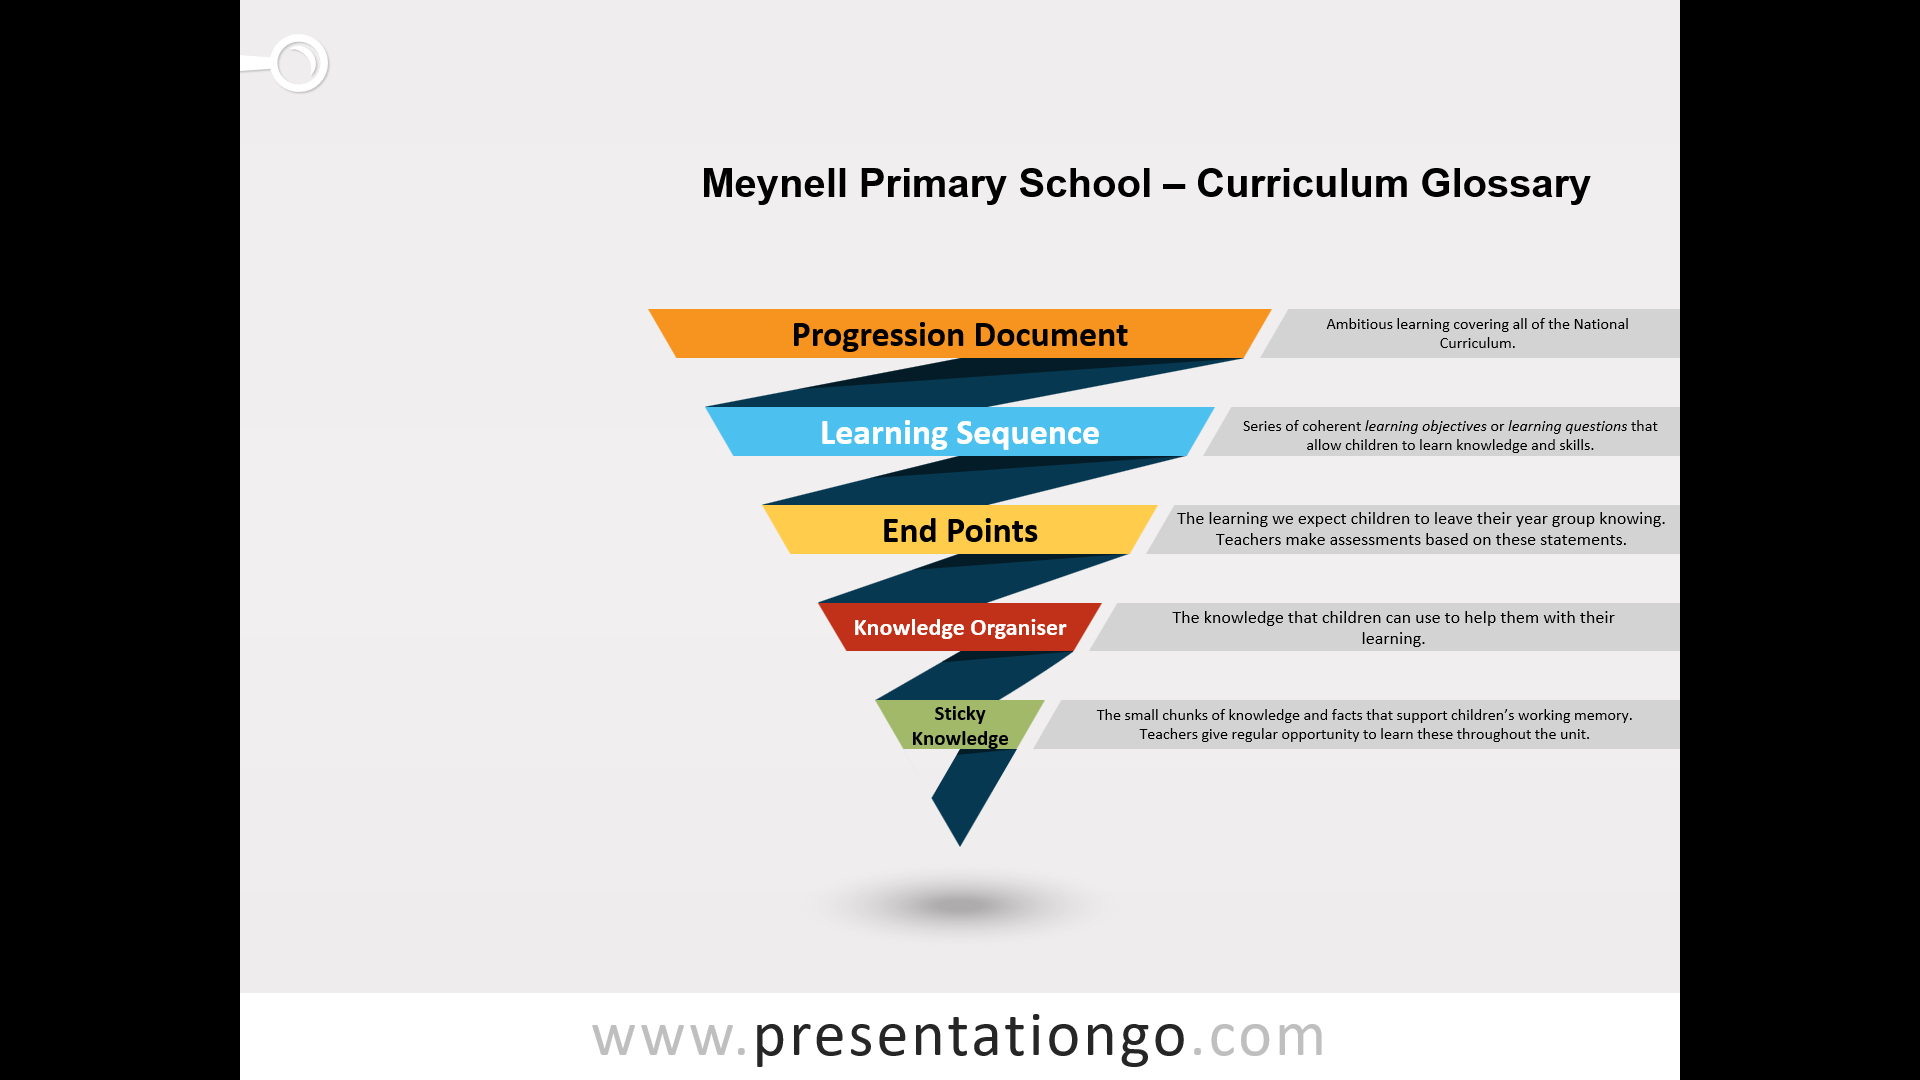 Meynell Primary School – Curriculum Glossary
Progression Document
Ambitious learning covering all of the National
Curriculum.
Learning Sequence
Series of coherent learning objectives or learning questions that
allow children to learn knowledge and skills.
End Points
The learning we expect children to leave their year group knowing.
Teachers make assessments based on these statements.
Knowledge Organiser
The knowledge that children can use to help them with their
learning.
Sticky
Knowledge
The small chunks of knowledge and facts that support children’s working memory.
Teachers give regular opportunity to learn these throughout the unit.
www.presentationgo.com